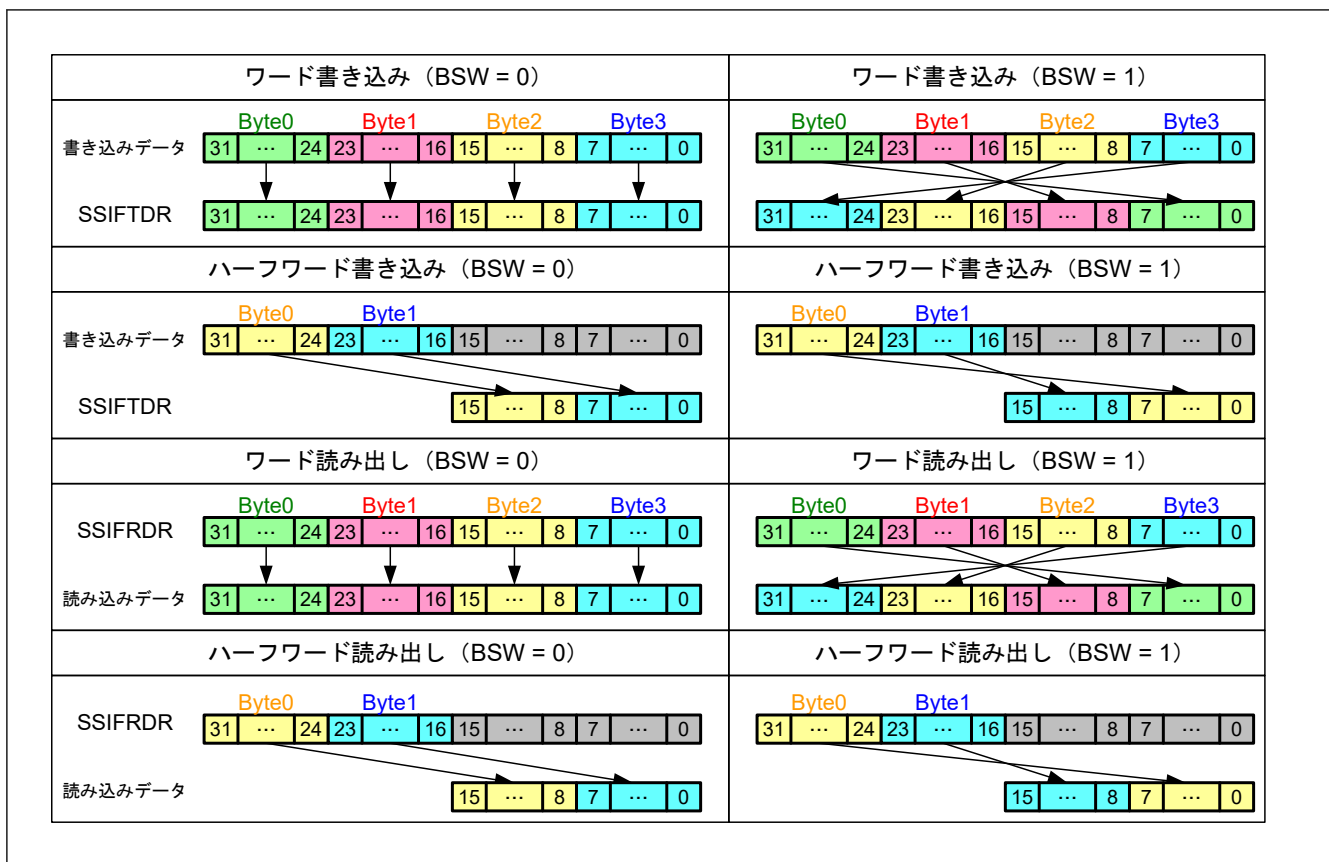 ワード書き込み（BSW = 0）
ワード書き込み（BSW = 1）
Byte0 Byte1 Byte2 Byte3
Byte0 Byte1 Byte2 Byte3
書き込みデータ 31 … 24 23 … 16 15 … 8 7 … 0
31 … 24 23 … 16 15 … 8 7 … 0
SSIFTDR 31 … 24 23 … 16 15 … 8 7 … 0
31 … 24 23 … 16 15 … 8 7 … 0
ハーフワード書き込み（BSW = 0）
ハーフワード書き込み（BSW = 1）
Byte0 Byte1
Byte0 Byte1
書き込みデータ 31 … 24 23 … 16 15 … 8 7 … 0
31 … 24 23 … 16 15 … 8 7 … 0
SSIFTDR 15 … 8 7 … 0
15 … 8 7 … 0
ワード読み出し（BSW = 0）
ワード読み出し（BSW = 1）
Byte0 Byte1 Byte2 Byte3
Byte0 Byte1 Byte2 Byte3
SSIFRDR 31 … 24 23 … 16 15 … 8 7 … 0
31 … 24 23 … 16 15 … 8 7 … 0
読み込みデータ 31 … 24 23 … 16 15 … 8 7 … 0
31 … 24 23 … 16 15 … 8 7 … 0
ハーフワード読み出し（BSW = 0）
ハーフワード読み出し（BSW = 1）
Byte0 Byte1
Byte0 Byte1
SSIFRDR 31 … 24 23 … 16 15 … 8 7 … 0
31 … 24 23 … 16 15 … 8 7 … 0
読み込みデータ 15 … 8 7 … 0
15 … 8 7 … 0